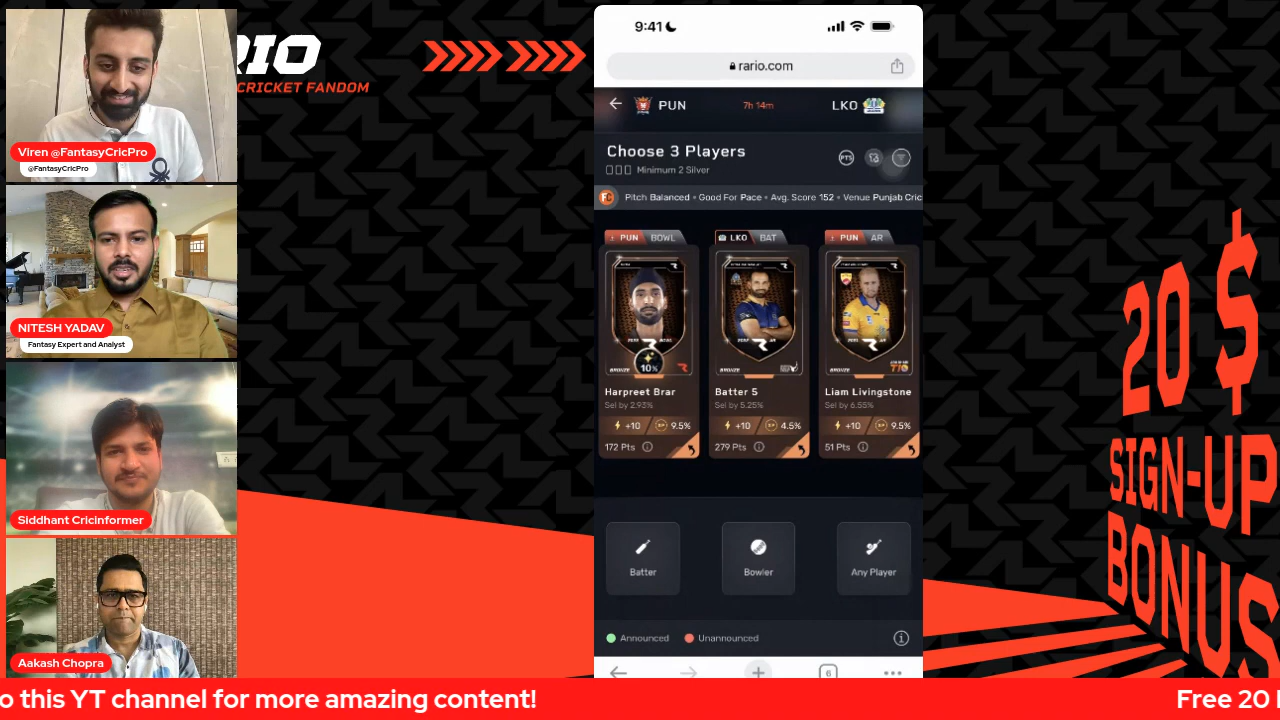 Viren @FantasyCricPro
@FantasyCricPro
NITESH YADAV
Fantasy Expert and Analyst
Siddhant Cricinformer
Aakash Chopra
RIO
CRICKET FANDOM
9:41
rario.com
PUN
7h 14m
LKO
Choose 3 Players
PTS
Minimum 2 Silver
FC
Pitch Balanced • Good For Pace • Avg. Score 152 • Venue Punjab Cric
PUN BOWL
LKO BAT
PUN AR
BRONZE
BRONZE
BRONZE
10%
Harpreet Brar
Batter 5
Liam Livingstone
Sel by 2.93%
Sel by 5.25%
Sel by 6.55%
+10 9.5%
+10 4.5%
+10 9.5%
172 Pts
279 Pts
51 Pts
Batter
Bowler
Any Player
Announced
Unannounced
20 $
SIGN-UP
BONUS
o this YT channel for more amazing content!
Free 20